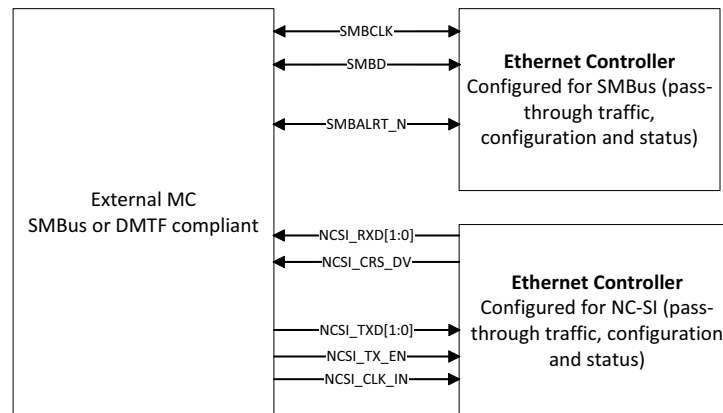 SMBCLK
SMBD
SMBALRT_N
Ethernet Controller
Configured for SMBus (pass-
through traffic,
configuration and status)
External MC
SMBus or DMTF compliant
NCSI_RXD[1:0]
NCSI_CRS_DV
NCSI_TXD[1:0]
NCSI_TX_EN
NCSI_CLK_IN
Ethernet Controller
Configured for NC-SI (pass-
through traffic, configuration
and status)